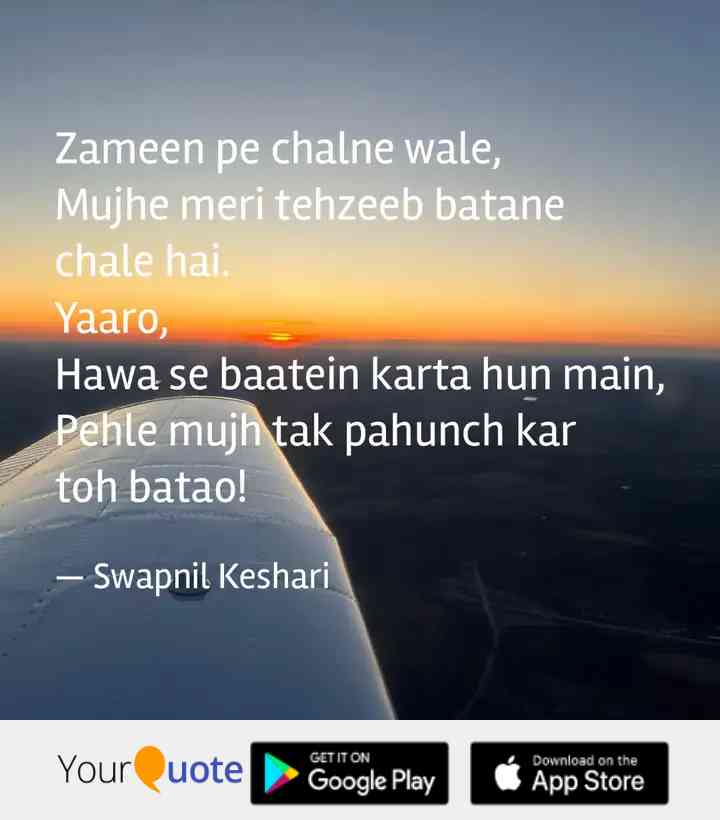 Zameen pe chalne wale,
Mujhe meri tehzeeb batane
chale hai.
Yaaro,
Hawa se baatein karta hun main,
Pehle mujh tak pahunch kar
toh batao!
— Swapnil Keshari
YourQuote
GET IT ON
Google Play
Download on the
App Store